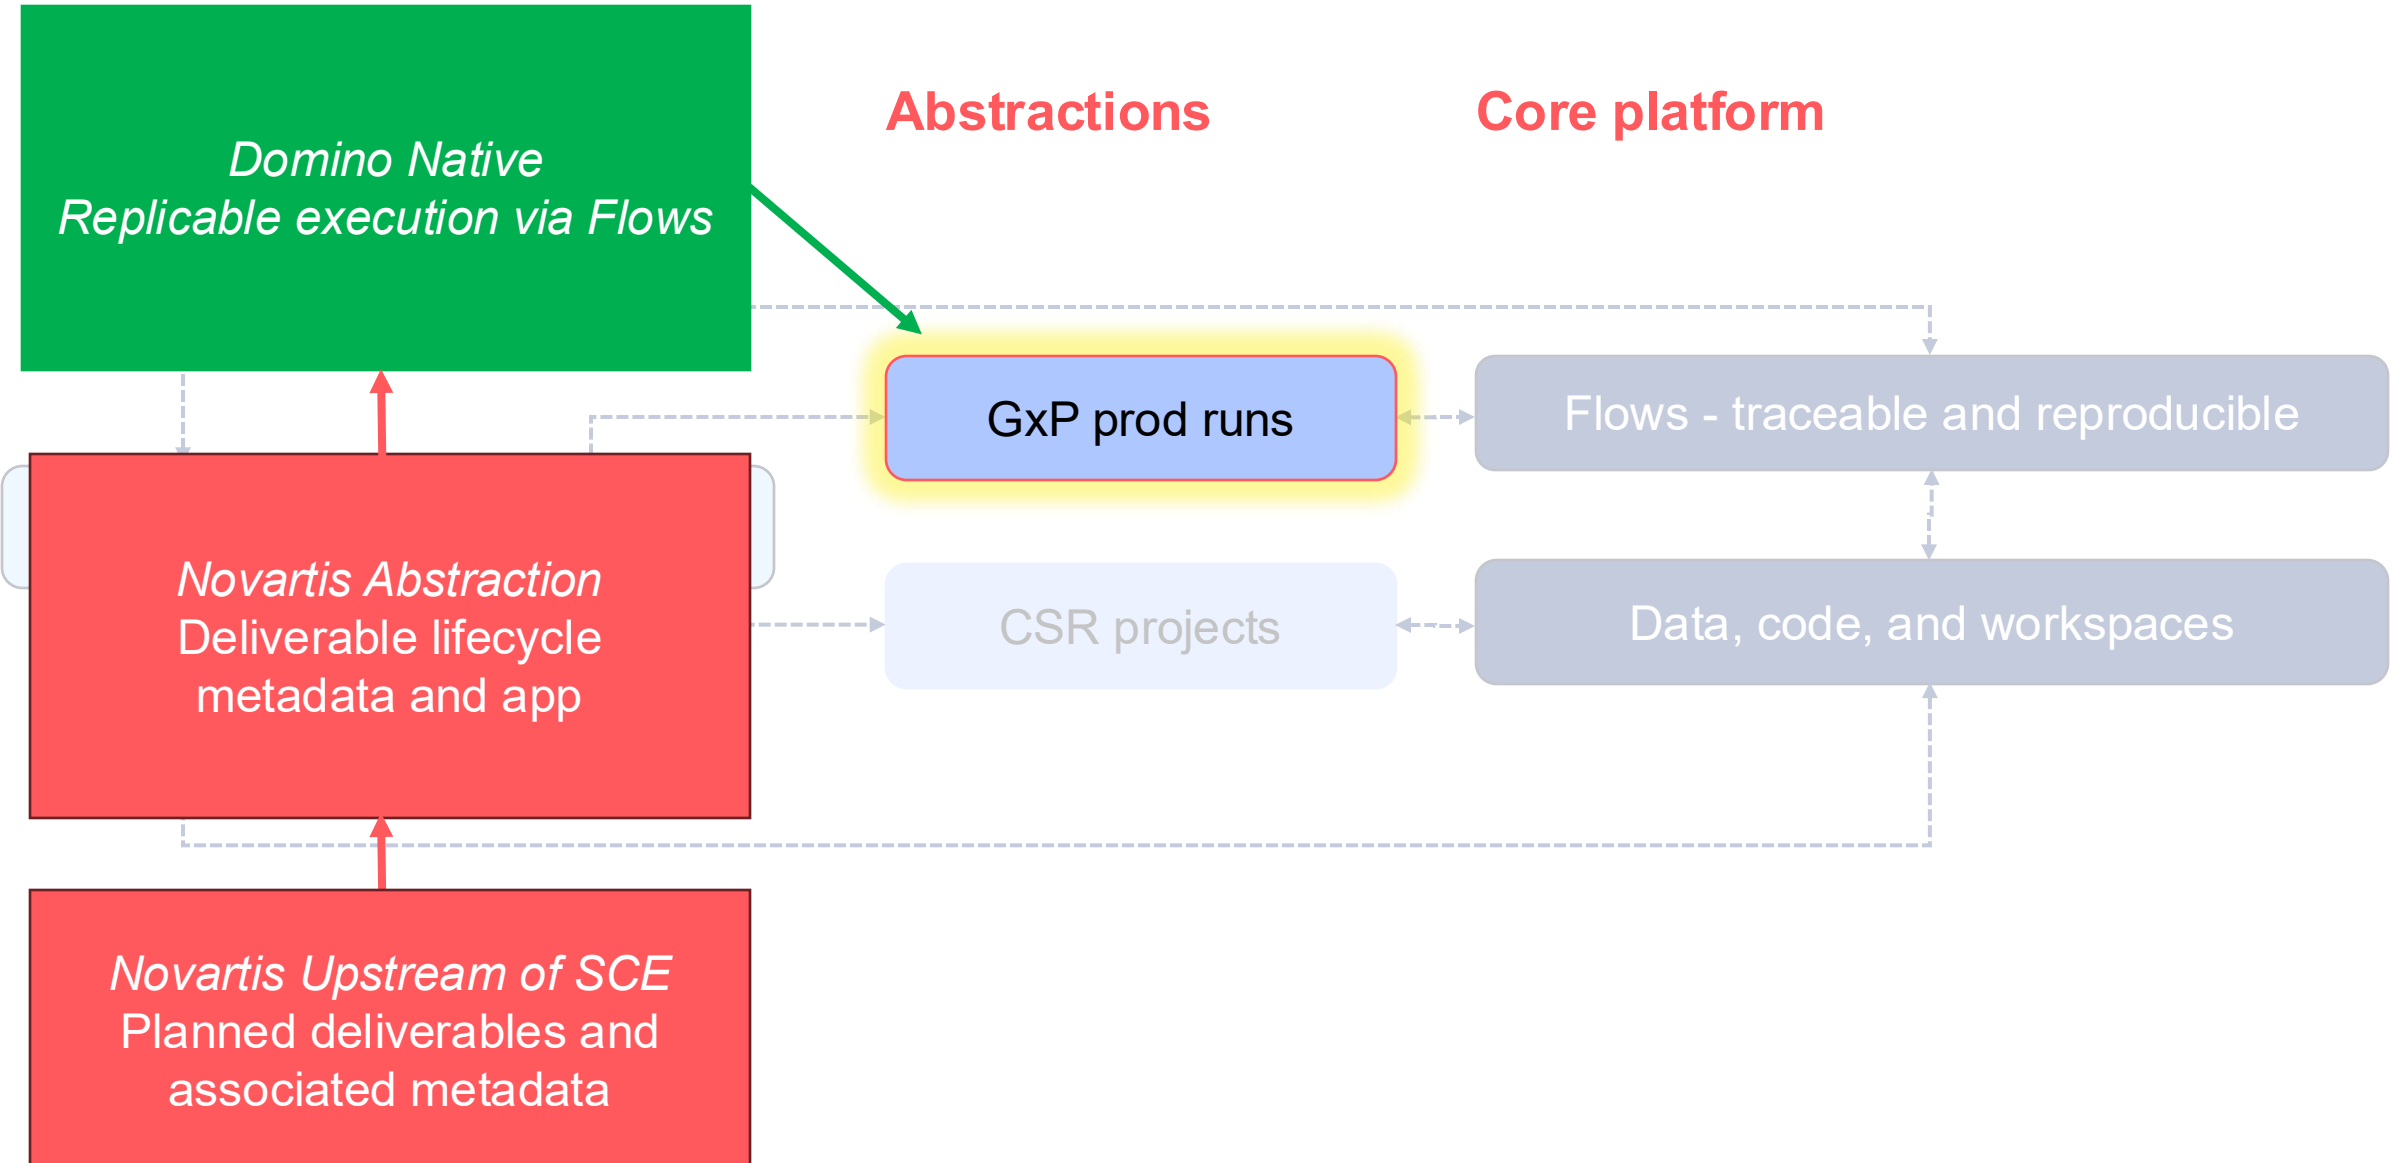 Domino Native
Replicable execution via Flows
Abstractions
Core platform
GxP prod runs
Flows - traceable and reproducible
Novartis Abstraction
Deliverable lifecycle
metadata and app
CSR projects
Data, code, and workspaces
Novartis Upstream of SCE
Planned deliverables and
associated metadata